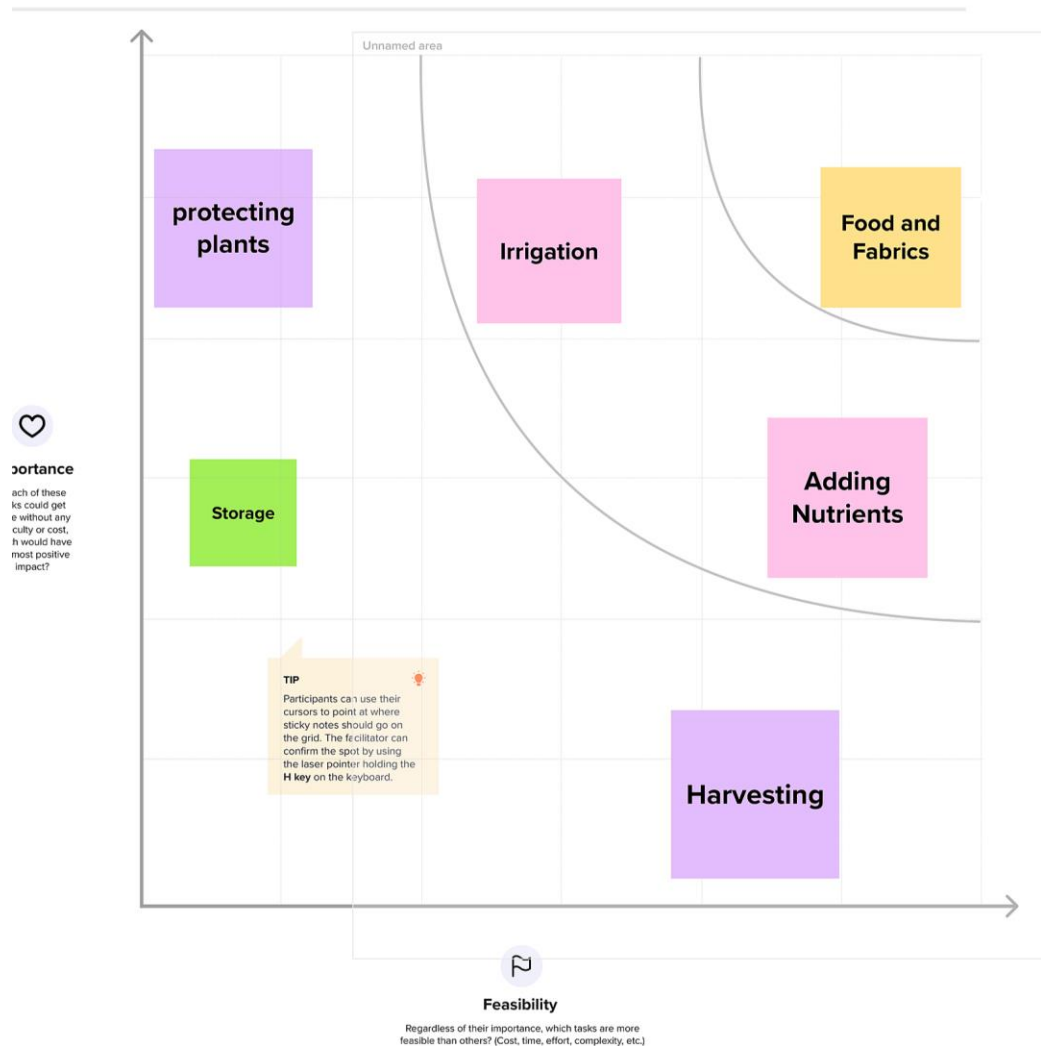 Unnamed area
protecting
plants
Irrigation
Food and
Fabrics
Storage
Adding
Nutrients
Harvesting
portance
ach of these
ks could get
e without any
culty or cost,
h would have
most positive
impact?
TIP
Participants can use their
cursors to point at where
sticky notes should go on
the grid. The facilitator can
confirm the spot by using
the laser pointer holding the
H key on the keyboard.
Feasibility
Regardless of their importance, which tasks are more
feasible than others? (Cost, time, effort, complexity, etc.)